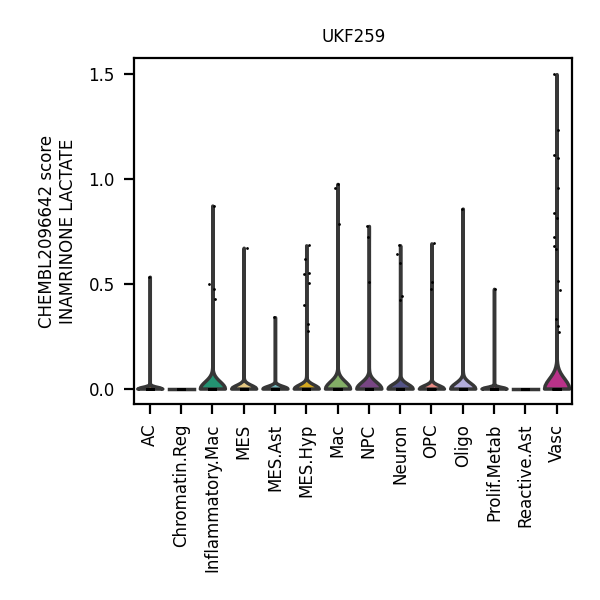 UKF259
CHEMBL2096642 score
INAMRINONE LACTATE
1.5
1.0
0.5
0.0
AC
Chromatin.Reg
Inflammatory.Mac
MES
MES.Ast
MES.Hyp
Mac
NPC
Neuron
OPC
Oligo
Prolif.Metab
Reactive.Ast
Vasc